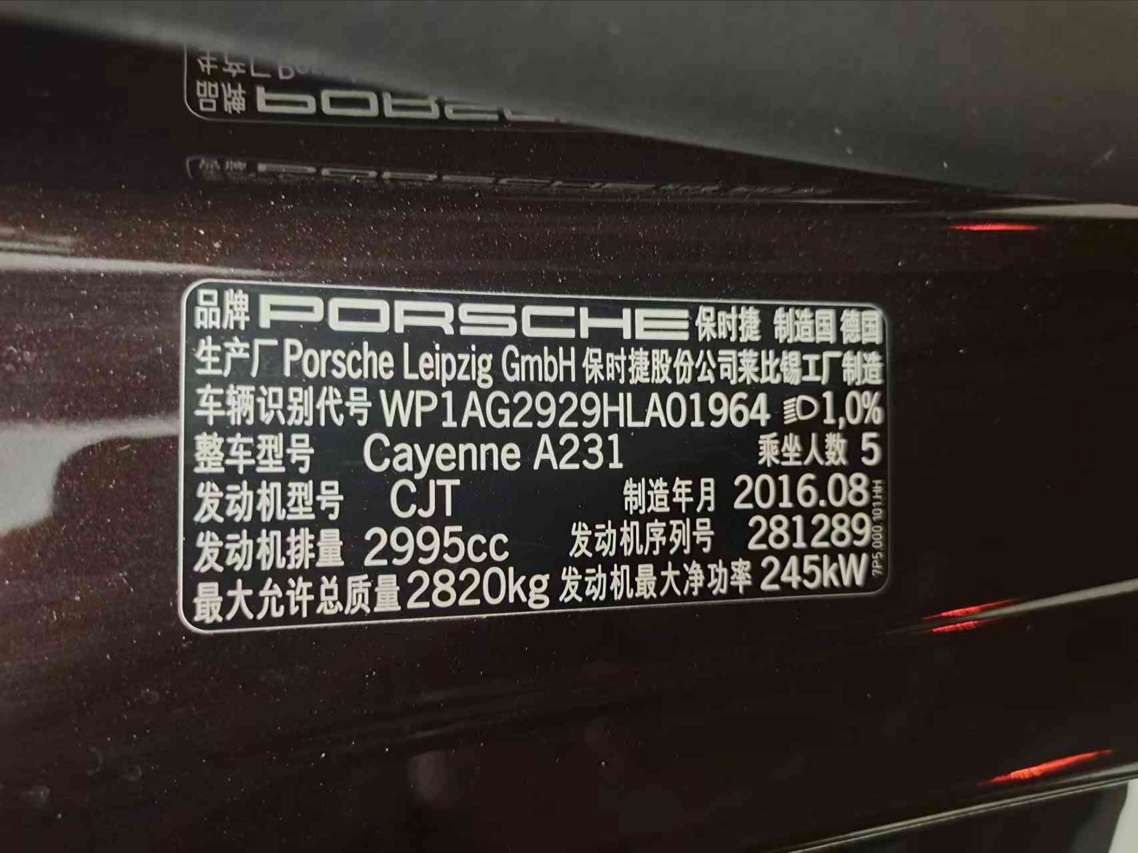 品牌 PORSCHE 保时捷 制造国 德国
生产厂 Porsche Leipzig GmbH 保时捷股份公司莱比锡工厂制造
车辆识别代号 WP1AG2929HLA01964 1,0%
整车型号 Cayenne A231 乘坐人数 5
发动机型号 CJT 制造年月 2016.08
发动机排量 2995cc 发动机序列号 281289
最大允许总质量 2820kg 发动机最大净功率 245kW
7P5.000.101.HH